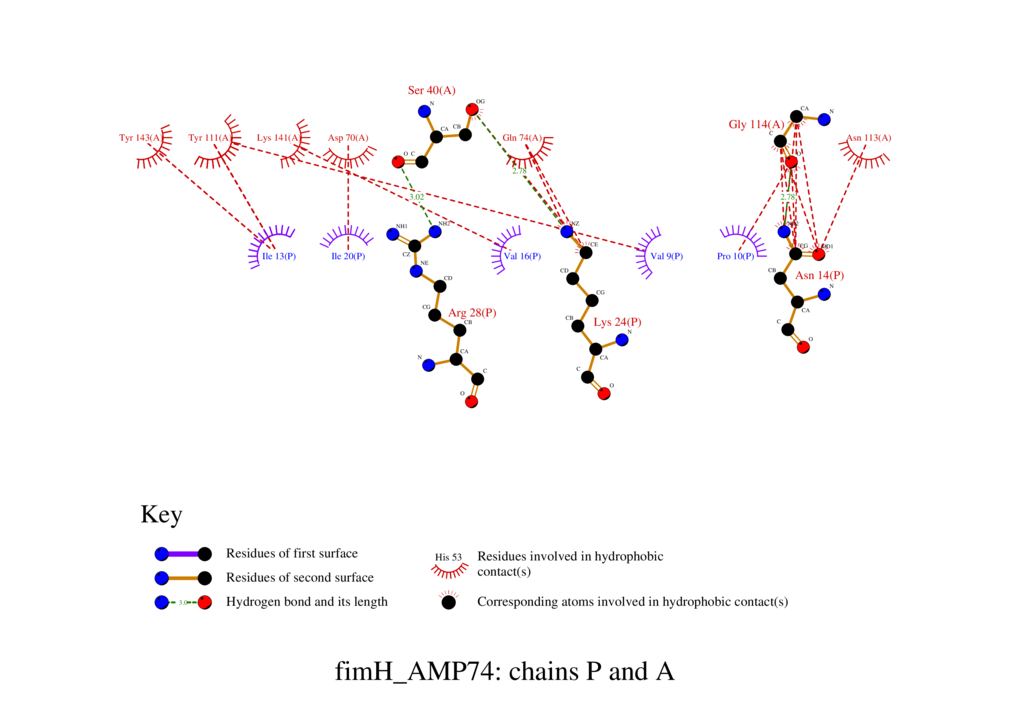 Ser 40(A)
N
OG
CA
CB
O
C
Tyr 143(A)
Tyr 111(A)
Lys 141(A)
Asp 70(A)
Gln 74(A)
Gly 114(A)
CA
N
C
Asn 113(A)
2.78
3.02
2.78
NH1
NH2
CZ
NE
CD
CG
CB
CA
N
C
O
Arg 28(P)
Ile 13(P)
Ile 20(P)
Val 16(P)
NZ
CE
CD
CG
CB
Lys 24(P)
N
CA
C
O
Val 9(P)
Pro 10(P)
CG
OD1
CB
Asn 14(P)
N
CA
C
O
Key
Residues of first surface
Residues of second surface
3.0
Hydrogen bond and its length
His 53
Residues involved in hydrophobic
contact(s)
Corresponding atoms involved in hydrophobic contact(s)
fimH_AMP74: chains P and A